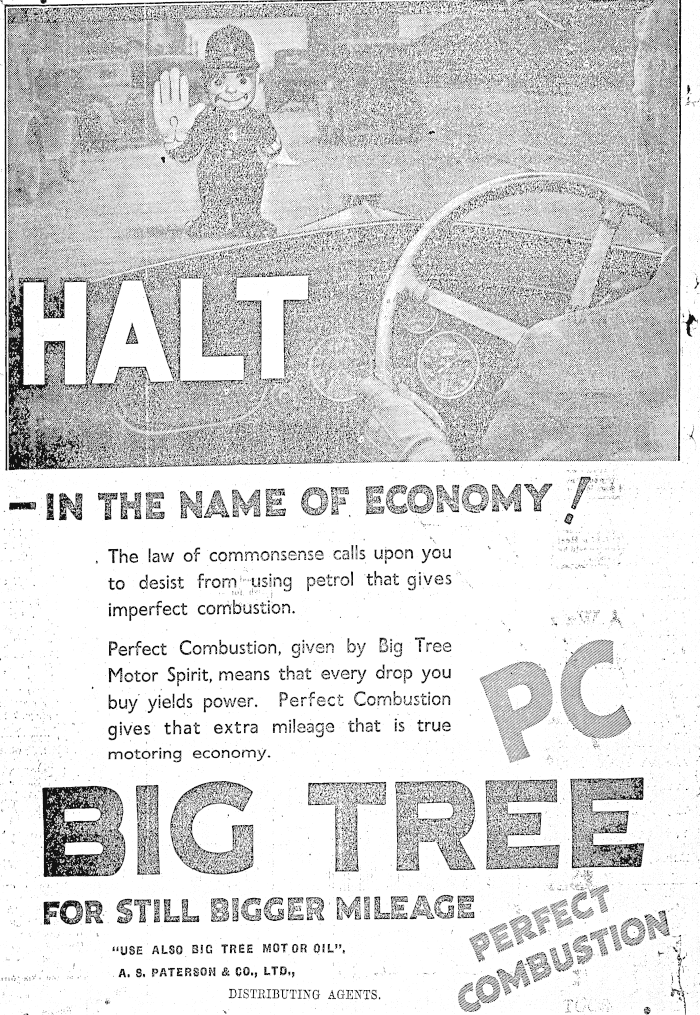 HALT
—IN THE NAME OF ECONOMY!
The law of commonsense calls upon you
to desist from using petrol that gives
imperfect combustion.
Perfect Combustion, given by Big Tree
Motor Spirit, means that every drop you
buy yields power. Perfect Combustion
gives that extra mileage that is true
motoring economy.
PC
BIG TREE
FOR STILL BIGGER MILEAGE
PERFECT
COMBUSTION
"USE ALSO BIG TREE MOTOR OIL",
A. S. PATERSON & CO., LTD.,
DISTRIBUTING AGENTS.